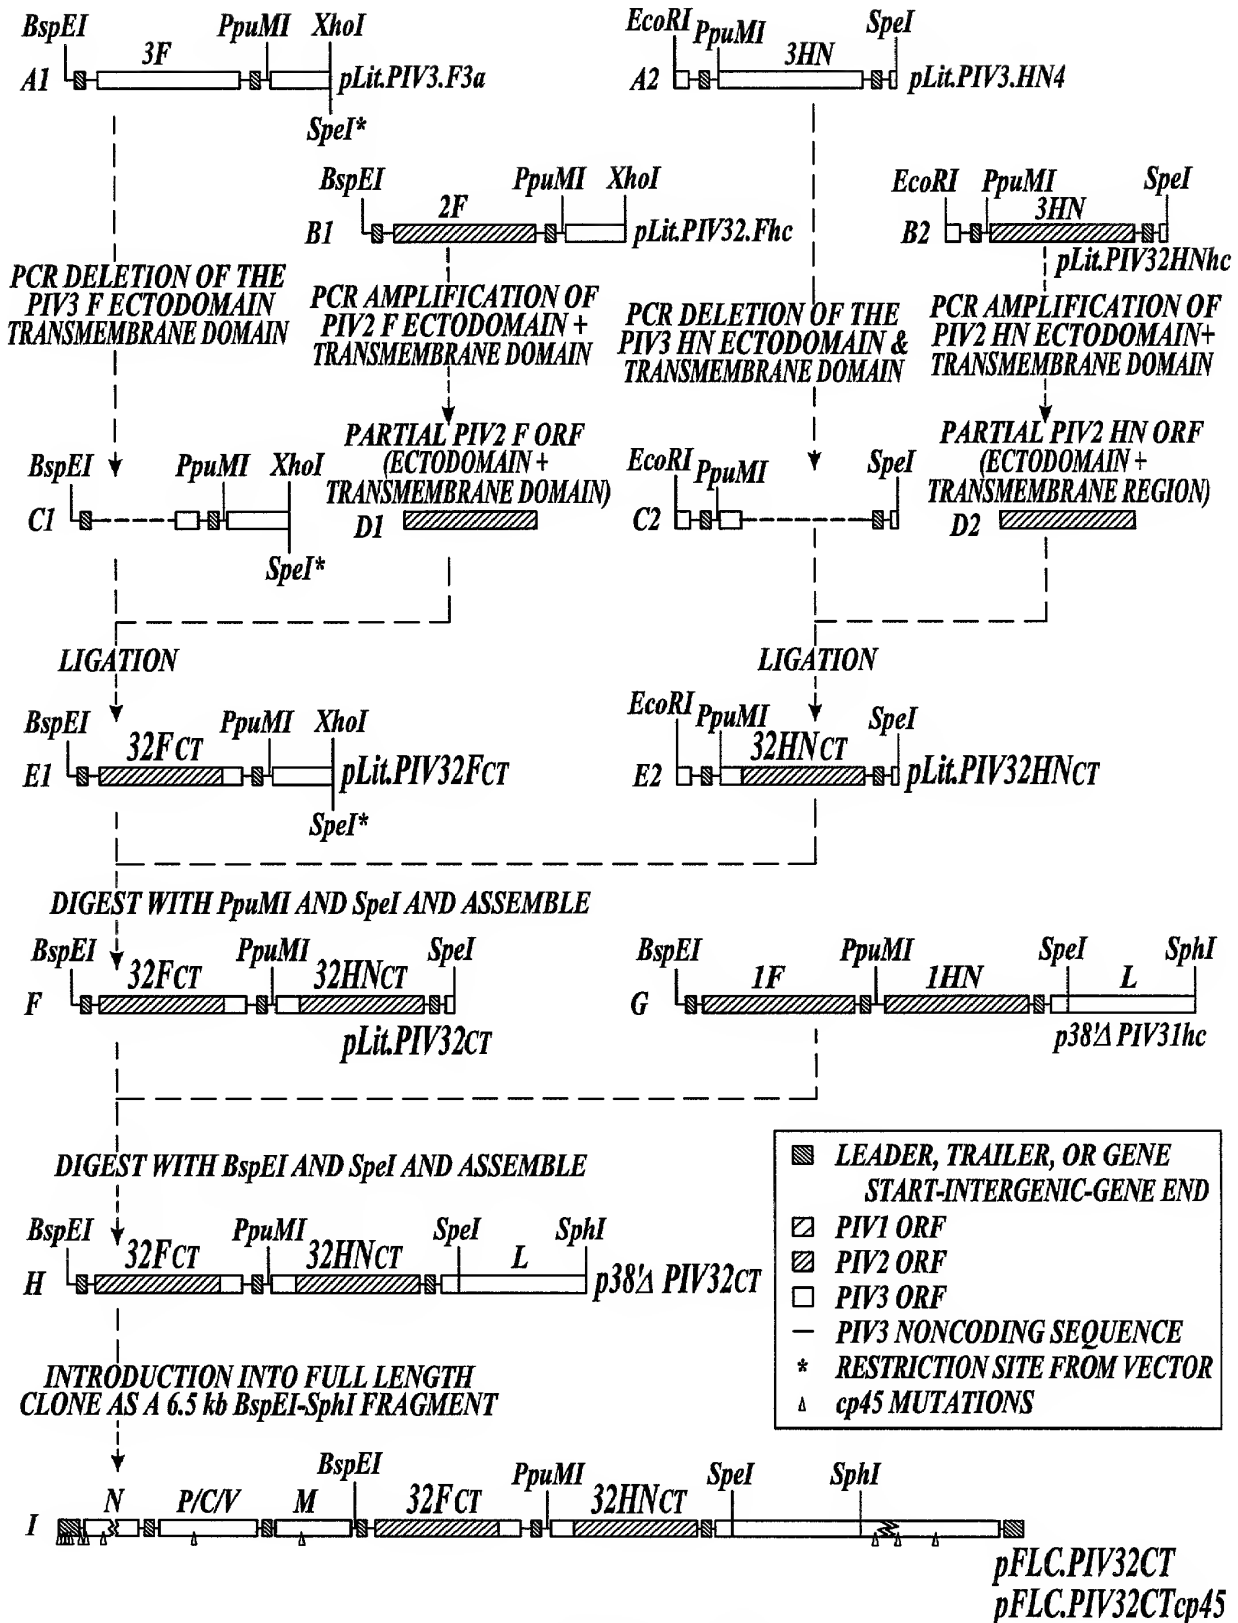 BspEI PpuMI XhoI
3F
A1 pLit.PIV3.F3a
SpeI*
EcoRI PpuMI SpeI
3HN
A2 pLit.PIV3.HN4
BspEI PpuMI XhoI
2F
B1 pLit.PIV32.Fhc
EcoRI PpuMI SpeI
3HN
B2 pLit.PIV32HNhc
PCR DELETION OF THE
PIV3 F ECTODOMAIN
TRANSMEMBRANE DOMAIN
PCR AMPLIFICATION OF
PIV2 F ECTODOMAIN +
TRANSMEMBRANE DOMAIN
PCR DELETION OF THE
PIV3 HN ECTODOMAIN &
TRANSMEMBRANE DOMAIN
PCR AMPLIFICATION OF
PIV2 HN ECTODOMAIN+
TRANSMEMBRANE DOMAIN
BspEI PpuMI XhoI
C1
SpeI*
PARTIAL PIV2 F ORF
(ECTODOMAIN +
TRANSMEMBRANE DOMAIN)
D1
EcoRI PpuMI SpeI
C2
PARTIAL PIV2 HN ORF
(ECTODOMAIN +
TRANSMEMBRANE REGION)
D2
LIGATION
LIGATION
BspEI PpuMI XhoI
32FCT
E1 pLit.PIV32FCT
SpeI*
EcoRI PpuMI SpeI
32HNCT
E2 pLit.PIV32HNCT
DIGEST WITH PpuMI AND SpeI AND ASSEMBLE
BspEI PpuMI SpeI
32FCT 32HNCT
F
pLit.PIV32CT
BspEI PpuMI SpeI SphI
1F 1HN L
G
p38'Δ PIV31hc
DIGEST WITH BspEI AND SpeI AND ASSEMBLE
BspEI PpuMI SpeI SphI
32FCT 32HNCT L
H p38'Δ PIV32CT
LEADER, TRAILER, OR GENE
START-INTERGENIC-GENE END
PIV1 ORF
PIV2 ORF
PIV3 ORF
PIV3 NONCODING SEQUENCE
* RESTRICTION SITE FROM VECTOR
cp45 MUTATIONS
INTRODUCTION INTO FULL LENGTH
CLONE AS A 6.5 kb BspEI-SphI FRAGMENT
BspEI PpuMI SpeI SphI
N P/C/V M 32FCT 32HNCT
I
pFLC.PIV32CT
pFLC.PIV32CTcp45